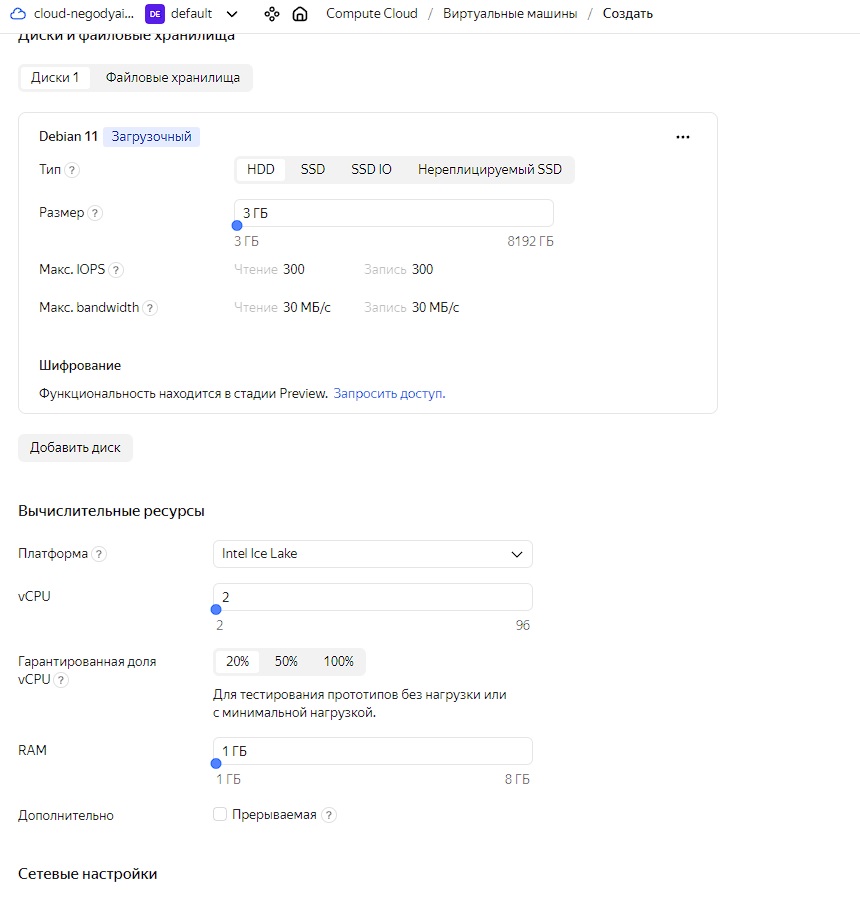 cloud-negodyai... DE default Compute Cloud / Виртуальные машины / Создать
Диски и файловые хранилища
Диски 1 Файловые хранилища
Debian 11 Загрузочный
Тип ? HDD SSD SSD IO Нереплицируемый SSD
Размер ? 3 ГБ
3 ГБ 8192 ГБ
Макс. IOPS ? Чтение 300 Запись 300
Макс. bandwidth ? Чтение 30 МБ/с Запись 30 МБ/с
Шифрование
Функциональность находится в стадии Preview. Запросить доступ.
Добавить диск
Вычислительные ресурсы
Платформа ? Intel Ice Lake
vCPU 2
2 96
Гарантированная доля
vCPU ? 20% 50% 100%
Для тестирования прототипов без нагрузки или
с минимальной нагрузкой.
RAM 1 ГБ
1 ГБ 8 ГБ
Дополнительно Прерываемая ?
Сетевые настройки